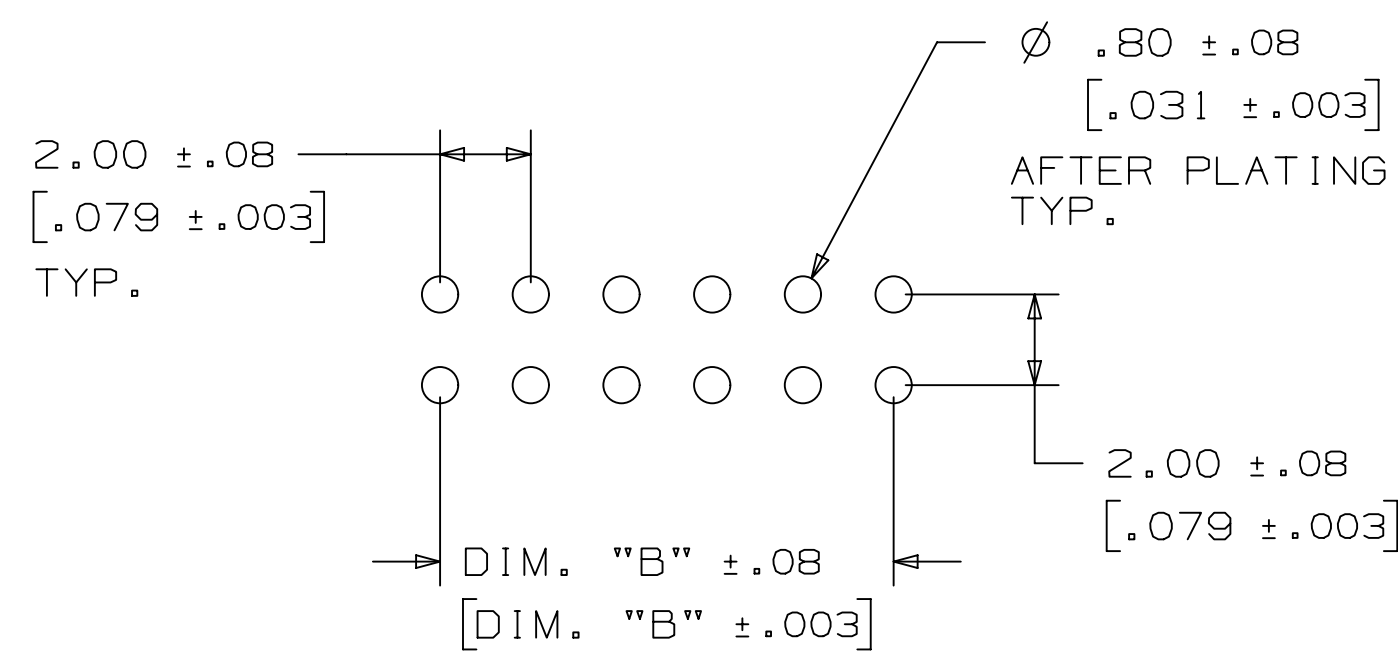 Ø .80 ±.08
[.031 ±.003]
AFTER PLATING
TYP.
2.00 ±.08
[.079 ±.003]
TYP.
2.00 ±.08
[.079 ±.003]
DIM. "B" ±.08
[DIM. "B" ±.003]